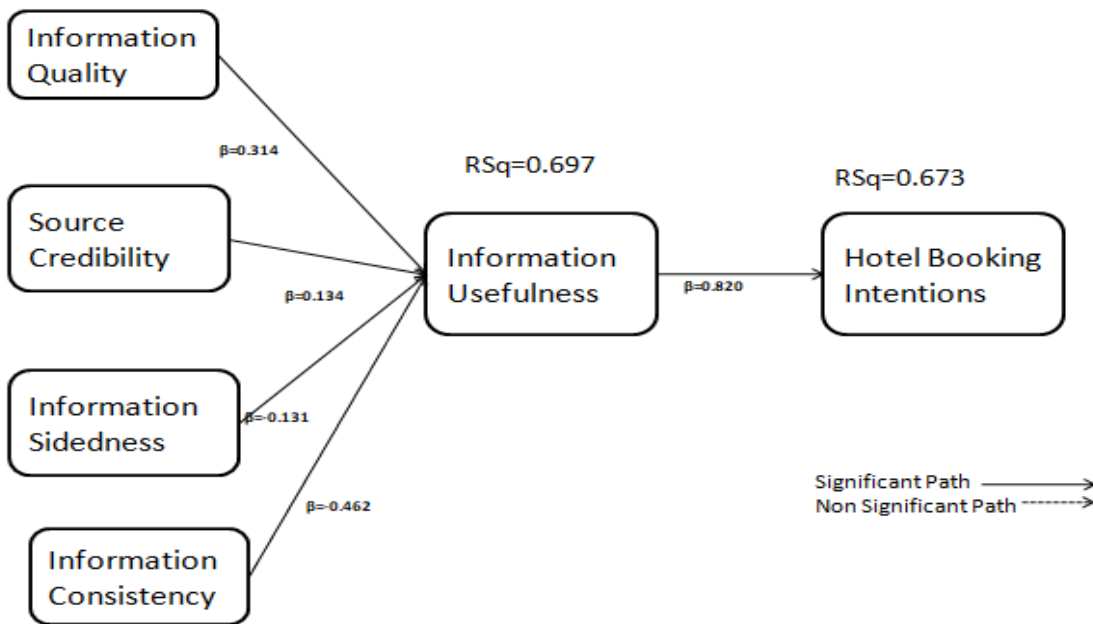 Information
Quality
β=0.314
RSq=0.697
RSq=0.673
Source
Credibility
Information
Usefulness
Hotel Booking
Intentions
β=0.134
β=0.820
Information
Sidedness
β=-0.131
Significant Path
Non Significant Path
β=-0.462
Information
Consistency